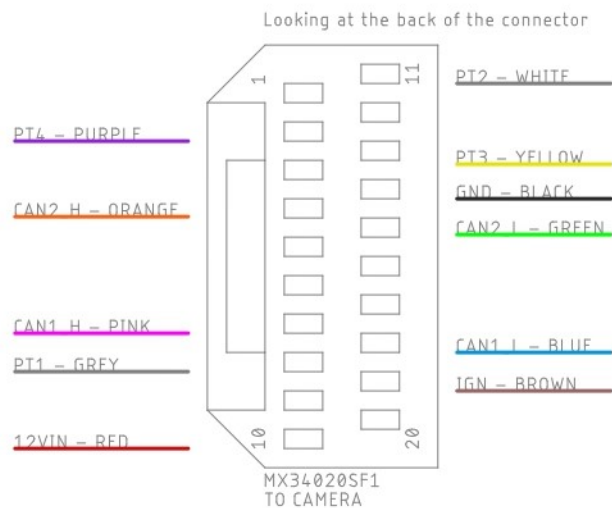 Looking at the back of the connector
1
11
PT2 - WHITE
PT4 - PURPLE
PT3 - YELLOW
GND - BLACK
CAN2 H - ORANGE
CAN2 L - GREEN
CAN1 H - PINK
CAN1 L - BLUE
PT1 - GREY
IGN - BROWN
12VIN - RED
10
20
MX34020SF1
TO CAMERA